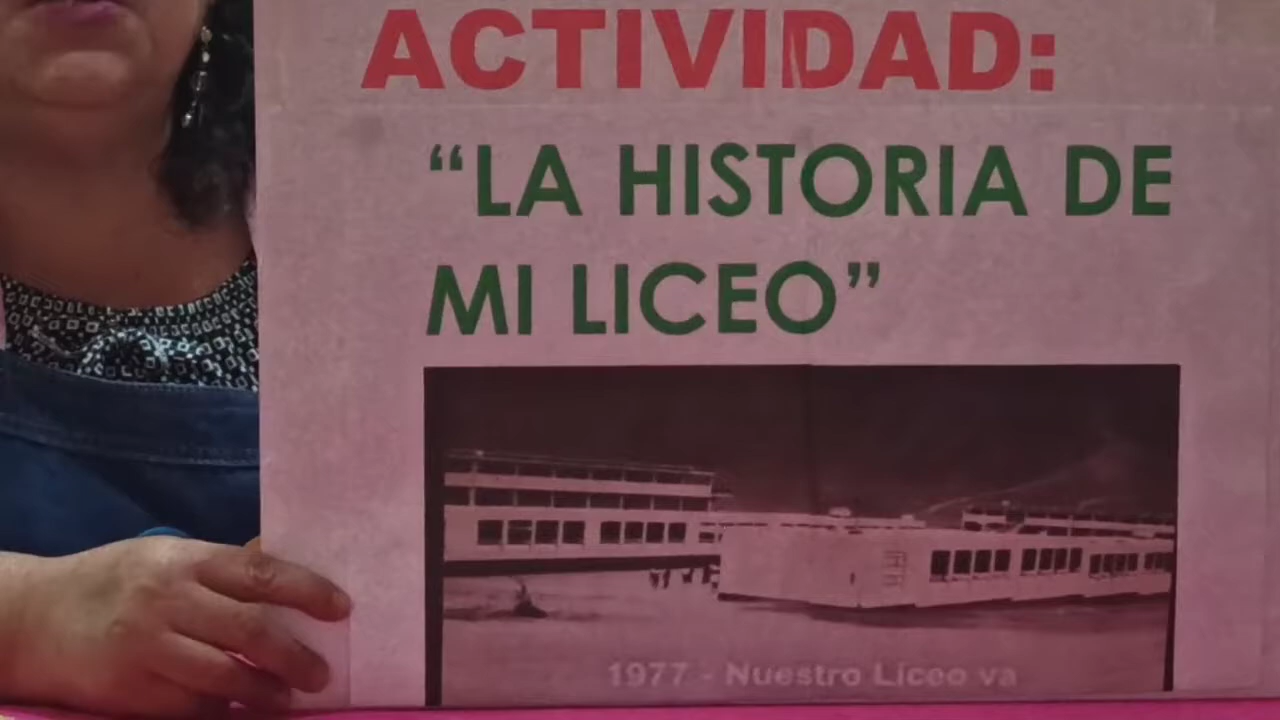 ACTIVIDAD:
“LA HISTORIA DE
MI LICEO”
1977 - Nuestro Liceo va